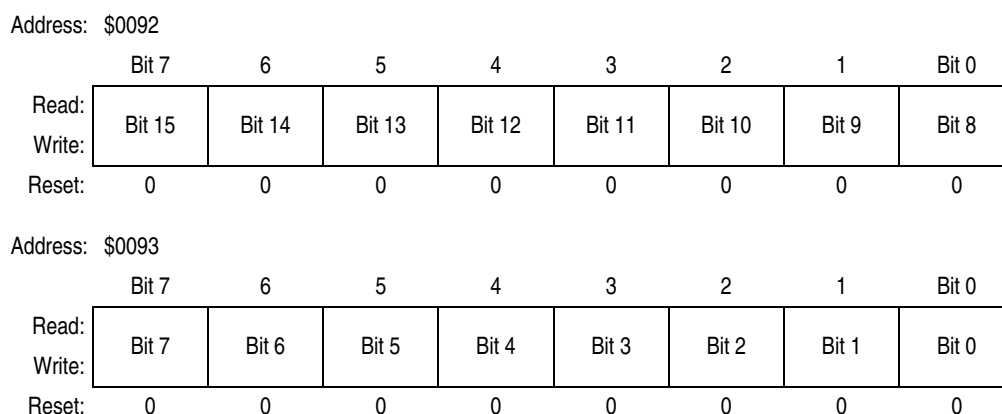 Address: $0092
Bit 7 6 5 4 3 2 1 Bit 0
Read:
Bit 15 Bit 14 Bit 13 Bit 12 Bit 11 Bit 10 Bit 9 Bit 8
Write:
Reset: 0 0 0 0 0 0 0 0
Address: $0093
Bit 7 6 5 4 3 2 1 Bit 0
Read:
Bit 7 Bit 6 Bit 5 Bit 4 Bit 3 Bit 2 Bit 1 Bit 0
Write:
Reset: 0 0 0 0 0 0 0 0